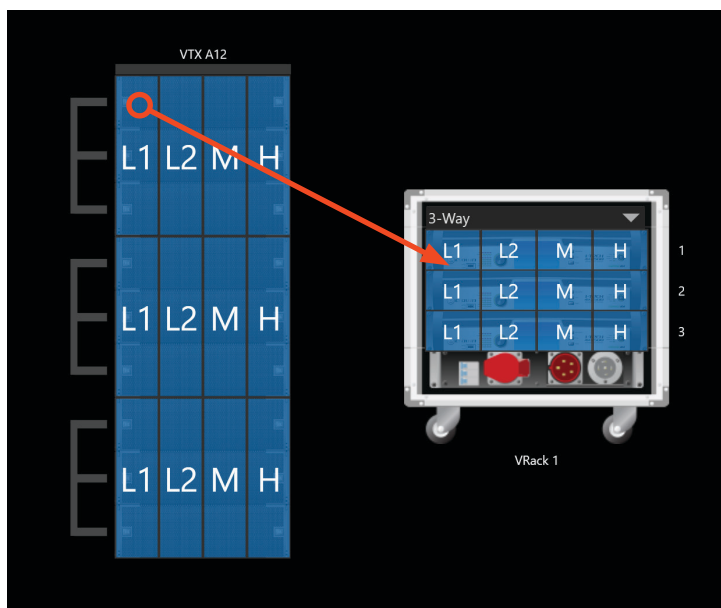 VTX A12
L1 L2 M H
L1 L2 M H
L1 L2 M H
3-Way
L1 L2 M H 1
L1 L2 M H 2
L1 L2 M H 3
VRack 1